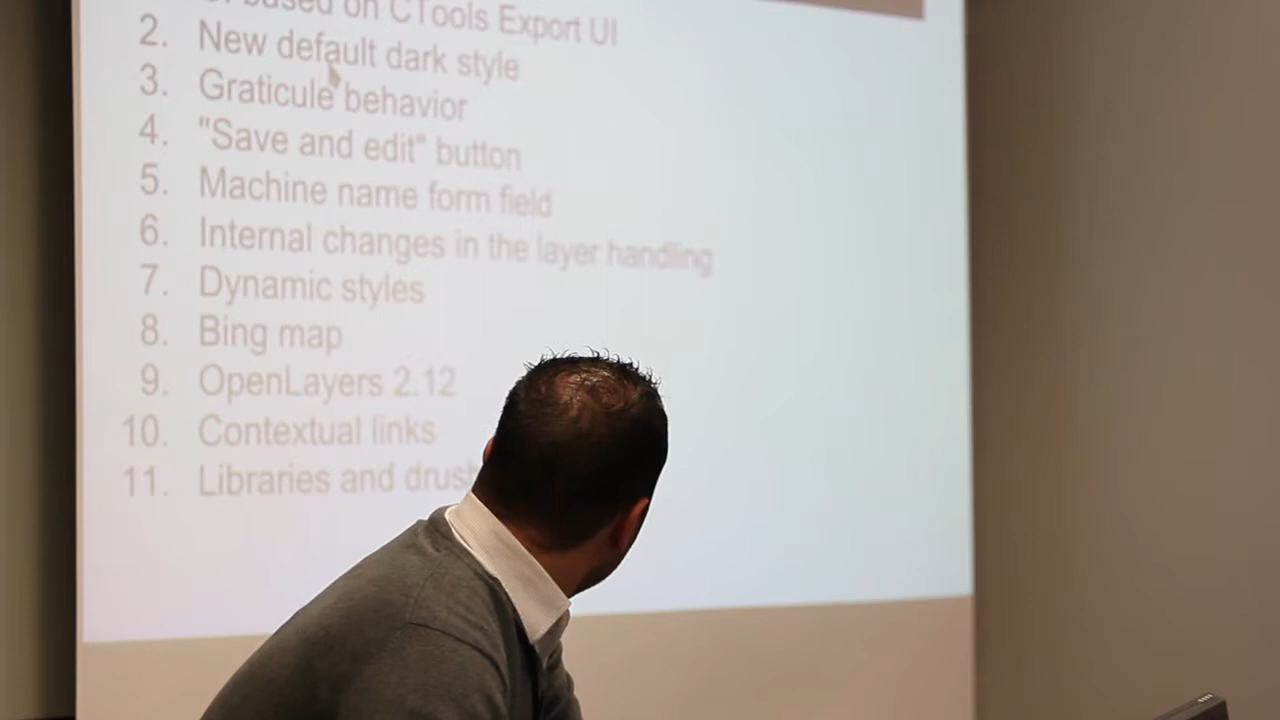 based on CTools Export UI
2. New default dark style
3. Graticule behavior
4. "Save and edit" button
5. Machine name form field
6. Internal changes in the layer handling
7. Dynamic styles
8. Bing map
9. OpenLayers 2.12
10. Contextual links
11. Libraries and drush